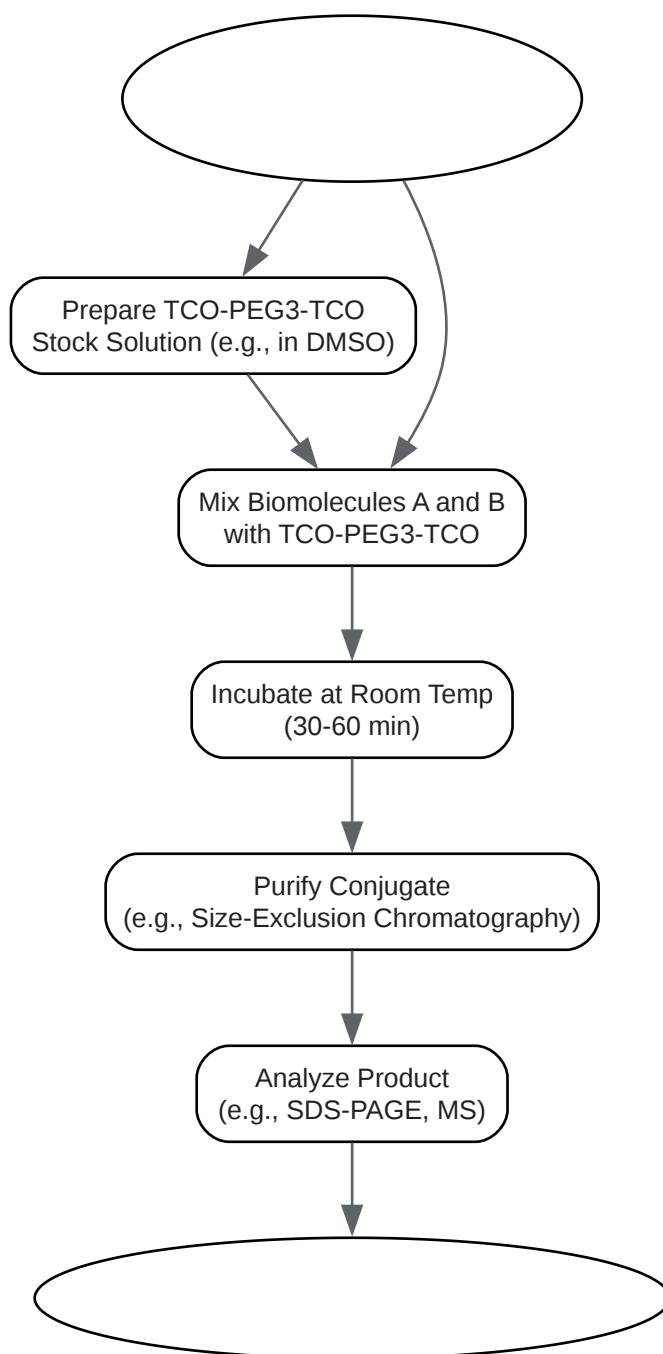 Prepare TCO-PEG3-TCO
Stock Solution (e.g., in DMSO)
Mix Biomolecules A and B
with TCO-PEG3-TCO
Incubate at Room Temp
(30-60 min)
Purify Conjugate
(e.g., Size-Exclusion Chromatography)
Analyze Product
(e.g., SDS-PAGE, MS)